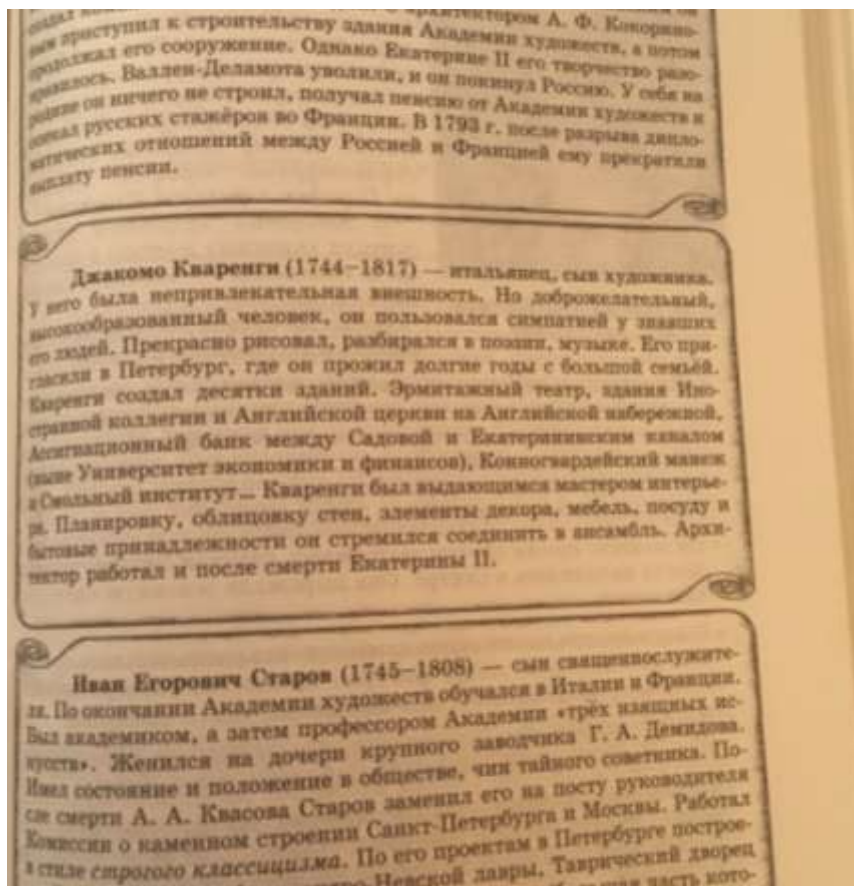 создал архитектором А. Ф. Кокорино-
вым приступил к строительству здания Академии художеств, а потом
продолжал его сооружение. Однако Екатерине II его творчество разо-
нравилось. Валлен-Деламота уволили, и он покинул Россию. У себя на
родине он ничего не строил, получал пенсию от Академии художеств и
опекал русских стажёров во Франции. В 1793 г. после разрыва дипло-
матических отношений между Россией и Францией ему прекратили
выплату пенсии.
Джакомо Кваренги (1744–1817) — итальянец, сын художника.
У него была непривлекательная внешность. Но доброжелательный,
высокообразованный человек, он пользовался симпатией у знавших
его людей. Прекрасно рисовал, разбирался в поэзии, музыке. Его при-
гласили в Петербург, где он прожил долгие годы с большой семьёй.
Кваренги создал десятки зданий. Эрмитажный театр, здания Ино-
странной коллегии и Английской церкви на Английской набережной,
Ассигнационный банк между Садовой и Екатерининским каналом
(ныне Университет экономики и финансов), Конногвардейский манеж
и Смольный институт... Кваренги был выдающимся мастером интерье-
ра. Планировку, облицовку стен, элементы декора, мебель, посуду и
бытовые принадлежности он стремился соединить в ансамбль. Архи-
тектор работал и после смерти Екатерины II.
Иван Егорович Старов (1745–1808) — сын священнослужите-
ля. По окончании Академии художеств обучался в Италии и Франции.
Был академиком, а затем профессором Академии «трёх изящных ис-
кусств». Женился на дочери крупного заводчика Г. А. Демидова.
Имел состояние и положение в обществе, чин тайного советника. По-
сле смерти А. А. Квасова Старов заменил его на посту руководителя
Комиссии о каменном строении Санкт-Петербурга и Москвы. Работал
в стиле строгого классицизма. По его проектам в Петербурге построе-
Невской лавры, Таврический дворец
часть кото-